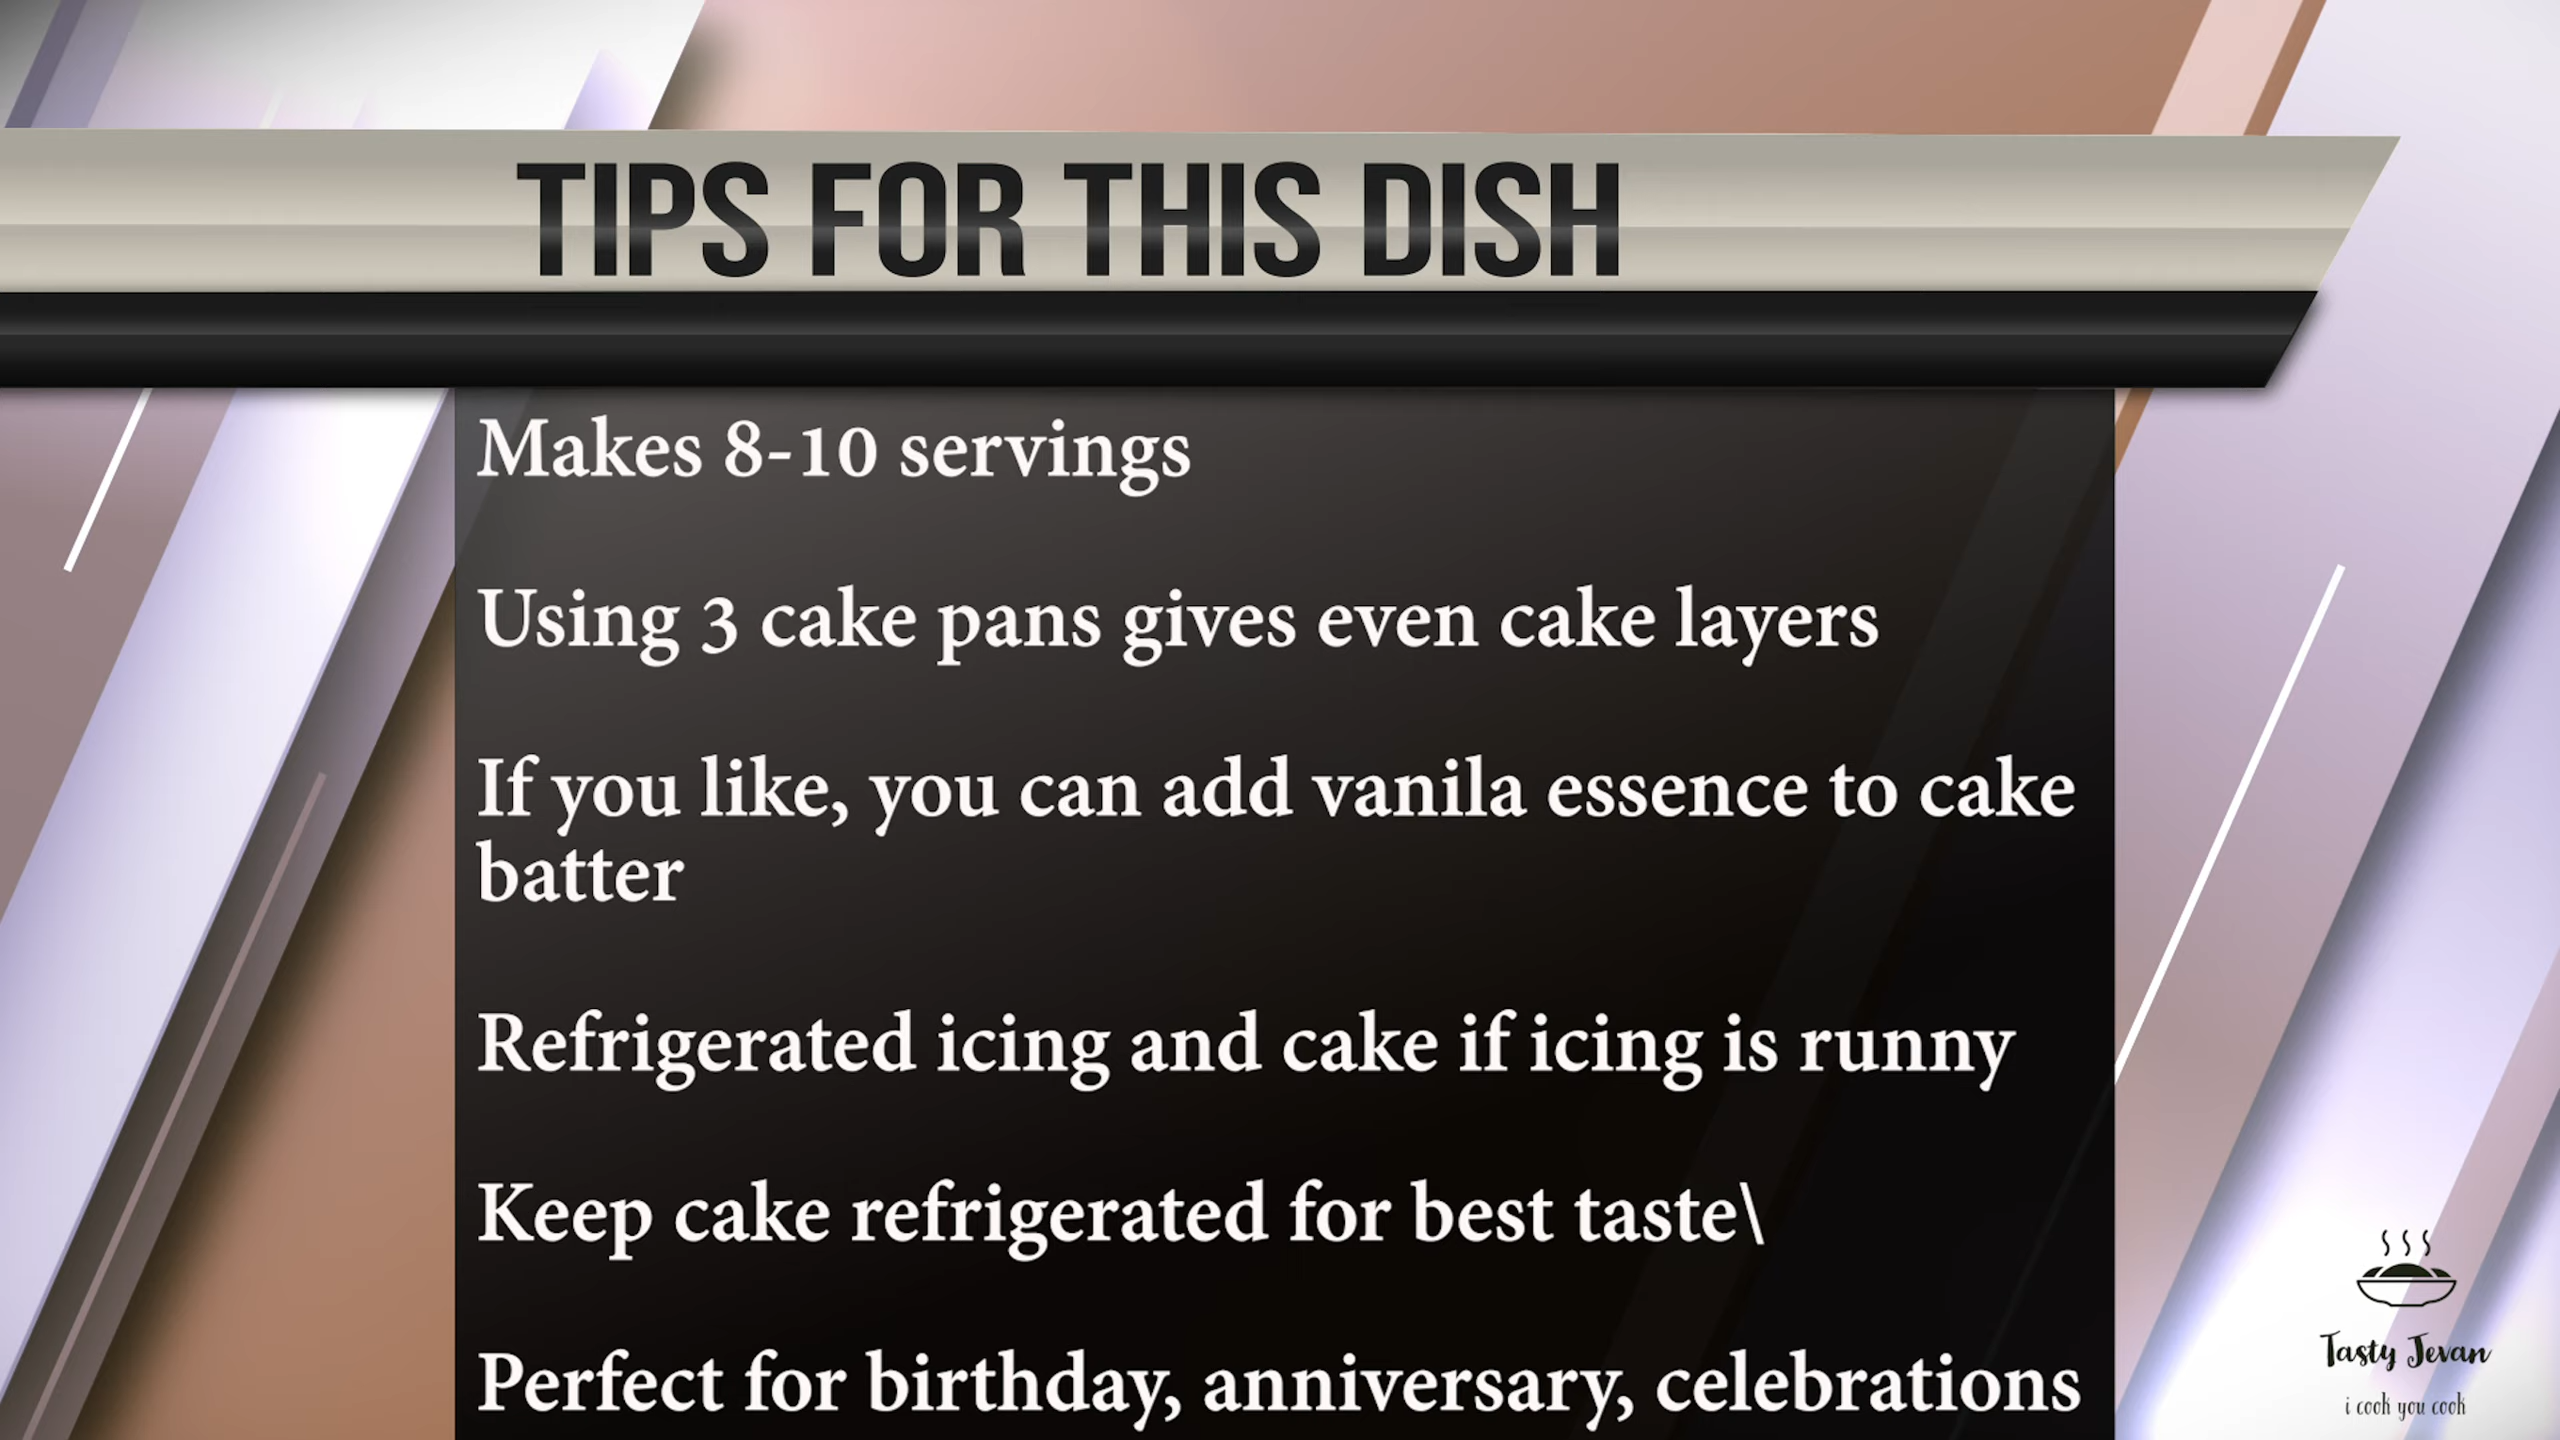 TIPS FOR THIS DISH
Makes 8-10 servings
Using 3 cake pans gives even cake layers
If you like, you can add vanila essence to cake
batter
Refrigerated icing and cake if icing is runny
Keep cake refrigerated for best taste\
Perfect for birthday, anniversary, celebrations
Tasty Jevan
i cook you cook